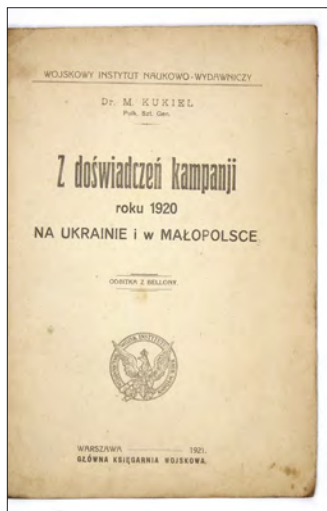 WOJSKOWY INSTYTUT NAUKOWO-WYDAWNICZY
Dr. M. KUKIEL
Połk. Szt. Gen.
Z doświadczeń kampanji
roku 1920
NA UKRAINIE i w MAŁOPOLSCE
ODBITKA Z BELLONY.
WARSZAWA 1921.
GŁÓWNA KSIĘGARNIA WOJSKOWA.